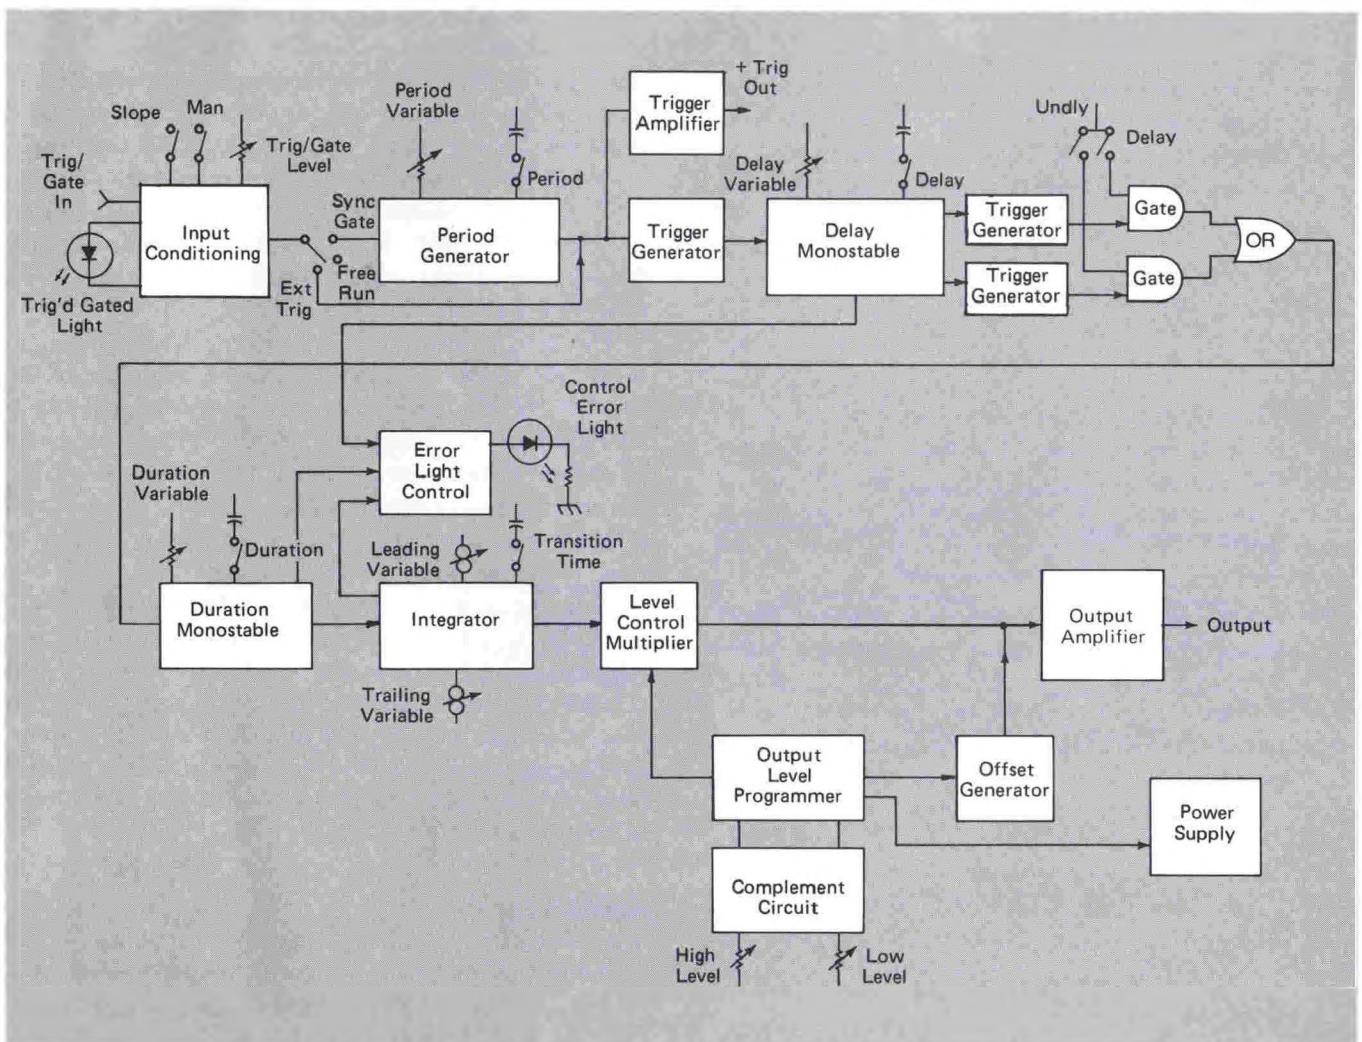 + Trig
Out
Trigger
Amplifier
Period
Variable
Slope
Man
Trig/Gate
Level
Trig/
Gate
In
Input
Conditioning
Trig'd Gated
Light
Sync
Gate
Free
Run
Ext
Trig
Period
Period
Generator
Trigger
Generator
Delay
Variable
Delay
Delay
Monostable
Undly
Delay
Trigger
Generator
Gate
Trigger
Generator
Gate
OR
Control
Error
Light
Error
Light
Control
Duration
Variable
Duration
Duration
Monostable
Leading
Variable
Transition
Time
Integrator
Trailing
Variable
Level
Control
Multiplier
Output
Amplifier
Output
Output
Level
Programmer
Offset
Generator
Power
Supply
Complement
Circuit
High
Level
Low
Level